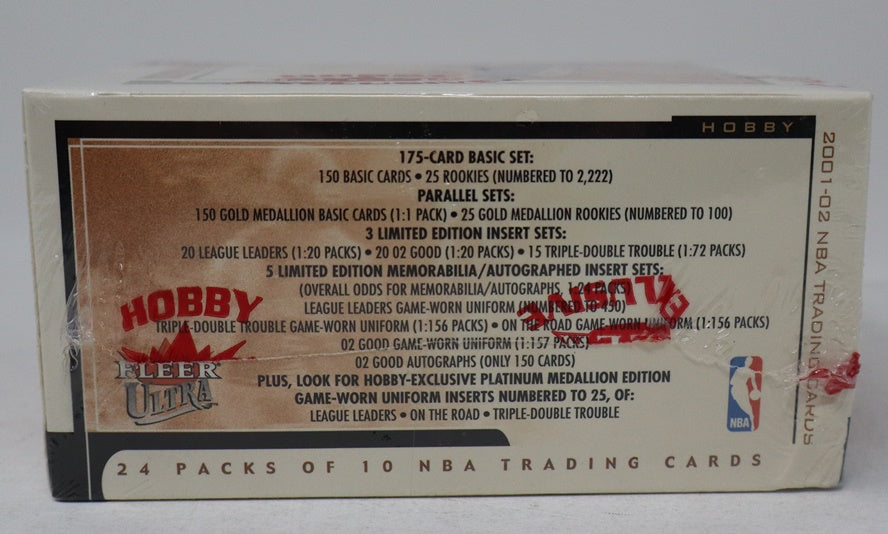 HOBBY
175-CARD BASIC SET:
150 BASIC CARDS • 25 ROOKIES (NUMBERED TO 2,222)
PARALLEL SETS:
150 GOLD MEDALLION BASIC CARDS (1:1 PACK) • 25 GOLD MEDALLION ROOKIES (NUMBERED TO 100)
3 LIMITED EDITION INSERT SETS:
20 LEAGUE LEADERS (1:20 PACKS) • 20 02 GOOD (1:20 PACKS) • 15 TRIPLE-DOUBLE TROUBLE (1:72 PACKS)
5 LIMITED EDITION MEMORABILIA/AUTOGRAPHED INSERT SETS:
(OVERALL ODDS FOR MEMORABILIA/AUTOGRAPHS, 1:24 PACKS)
LEAGUE LEADERS GAME-WORN UNIFORM (NUMBERED TO 450)
TRIPLE-DOUBLE TROUBLE GAME-WORN UNIFORM (1:156 PACKS) • ON THE ROAD GAME-WORN UNIFORM (1:156 PACKS)
02 GOOD GAME-WORN UNIFORM (1:157 PACKS)
02 GOOD AUTOGRAPHS (ONLY 150 CARDS)
PLUS, LOOK FOR HOBBY-EXCLUSIVE PLATINUM MEDALLION EDITION
GAME-WORN UNIFORM INSERTS NUMBERED TO 25, OF:
LEAGUE LEADERS • ON THE ROAD • TRIPLE-DOUBLE TROUBLE
HOBBY
EXCLUSIVE
FLEER
ULTRA
NBA
24 PACKS OF 10 NBA TRADING CARDS
2001-02 NBA TRADING CARDS